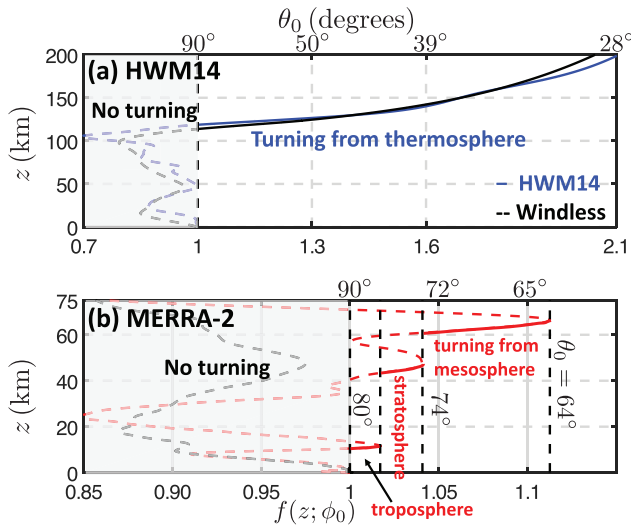 θ₀ (degrees)
90° 50° 39° 28°
200
(a) HWM14
150
No turning
100
Turning from thermosphere
50
– HWM14
-- Windless
0
z (km)
0.7 1 1.3 1.6 2.1
90° 72° 65°
75
(b) MERRA-2
60
turning from
mesosphere
No turning
40
stratosphere
80°
74°
θ₀ = 64°
20
0
z (km)
troposphere
0.85 0.90 0.95 1 1.05 1.1
f(z; ϕ₀)